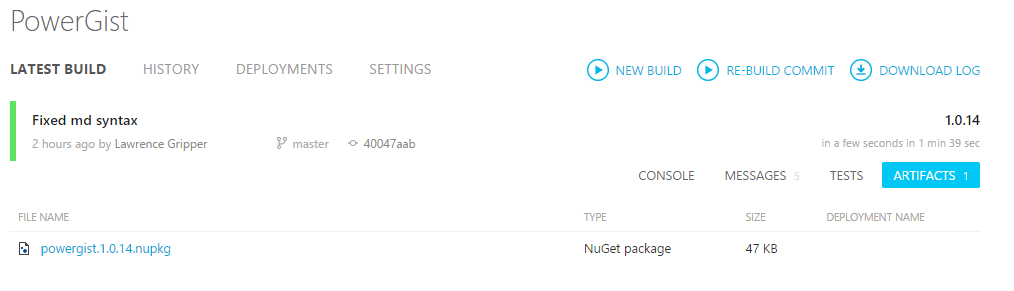 PowerGist
LATEST BUILD HISTORY DEPLOYMENTS SETTINGS NEW BUILD RE-BUILD COMMIT DOWNLOAD LOG
Fixed md syntax 1.0.14
2 hours ago by Lawrence Gripper master 40047aab in a few seconds in 1 min 39 sec
CONSOLE MESSAGES 5 TESTS ARTIFACTS 1
FILE NAME TYPE SIZE DEPLOYMENT NAME
powergist.1.0.14.nupkg NuGet package 47 KB